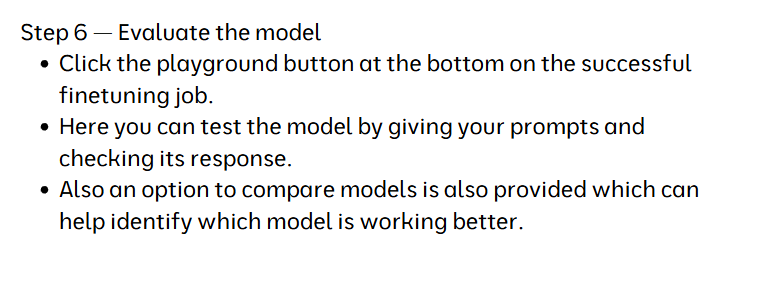 Step 6 — Evaluate the model
• Click the playground button at the bottom on the successful
finetuning job.
• Here you can test the model by giving your prompts and
checking its response.
• Also an option to compare models is also provided which can
help identify which model is working better.